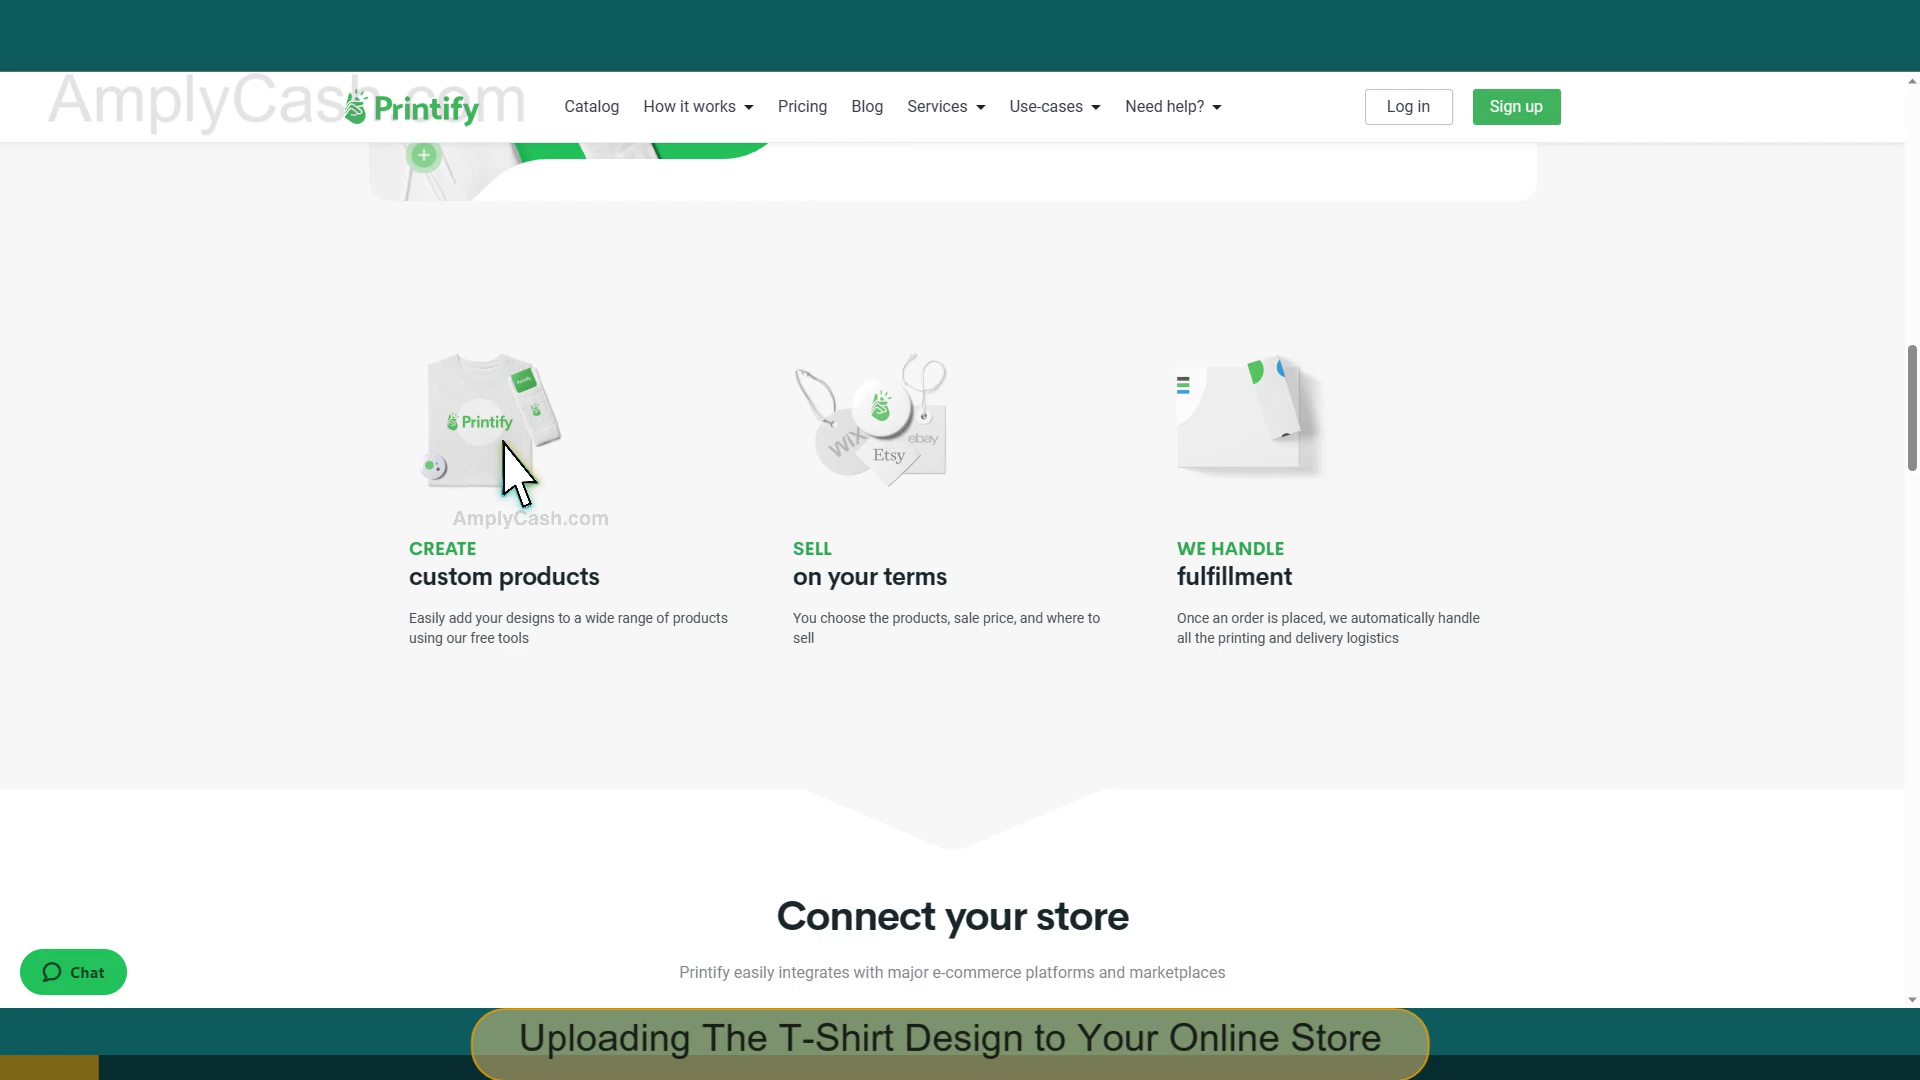 AmplyCash.com
Printify
Catalog
How it works
Pricing
Blog
Services
Use-cases
Need help?
Log in
Sign up
Printify
WIX
ebay
Etsy
AmplyCash.com
CREATE
custom products
Easily add your designs to a wide range of products
using our free tools
SELL
on your terms
You choose the products, sale price, and where to
sell
WE HANDLE
fulfillment
Once an order is placed, we automatically handle
all the printing and delivery logistics
Connect your store
Printify easily integrates with major e-commerce platforms and marketplaces
Chat
Uploading The T-Shirt Design to Your Online Store